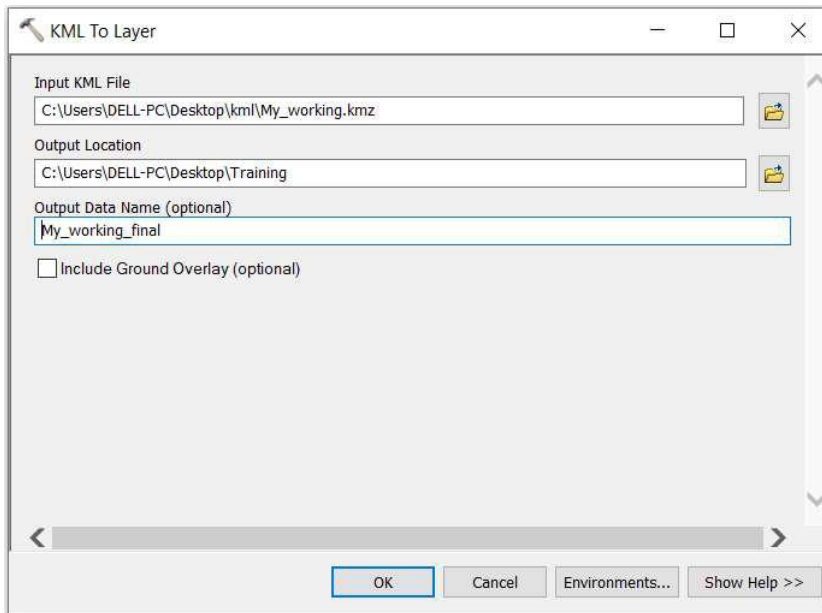 KML To Layer
Input KML File
C:\Users\DELL-PC\Desktop\kml\My_working.kmz
Output Location
C:\Users\DELL-PC\Desktop\Training
Output Data Name (optional)
My_working_final
Include Ground Overlay (optional)
OK Cancel Environments... Show Help >>